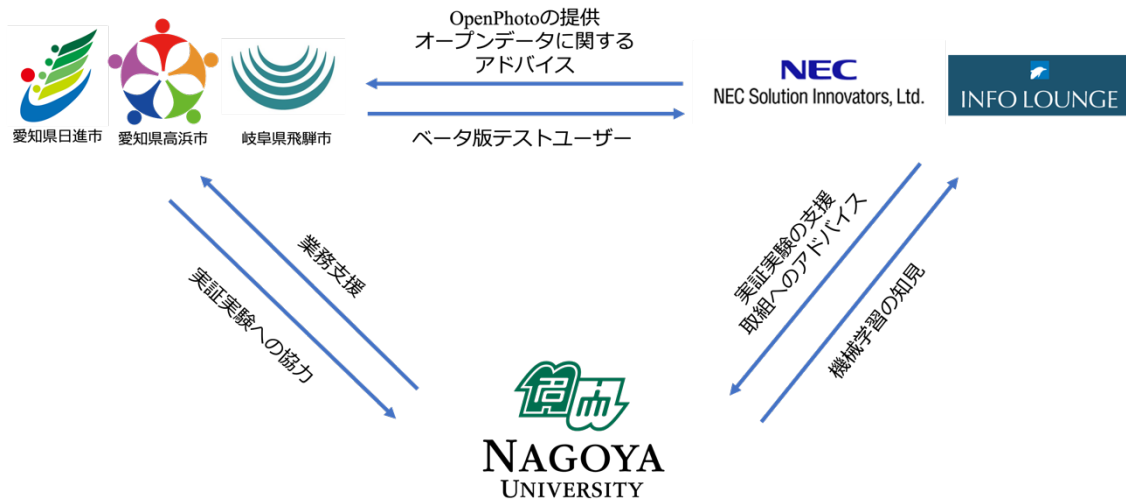 OpenPhotoの提供
オープンデータに関する
アドバイス
愛知県日進市
愛知県高浜市
岐阜県飛騨市
NEC
NEC Solution Innovators, Ltd.
INFO LOUNGE
ベータ版テストユーザー
業務支援
実証実験への協力
実証実験の支援
取組へのアドバイス
機械学習の知見
NAGOYA
UNIVERSITY